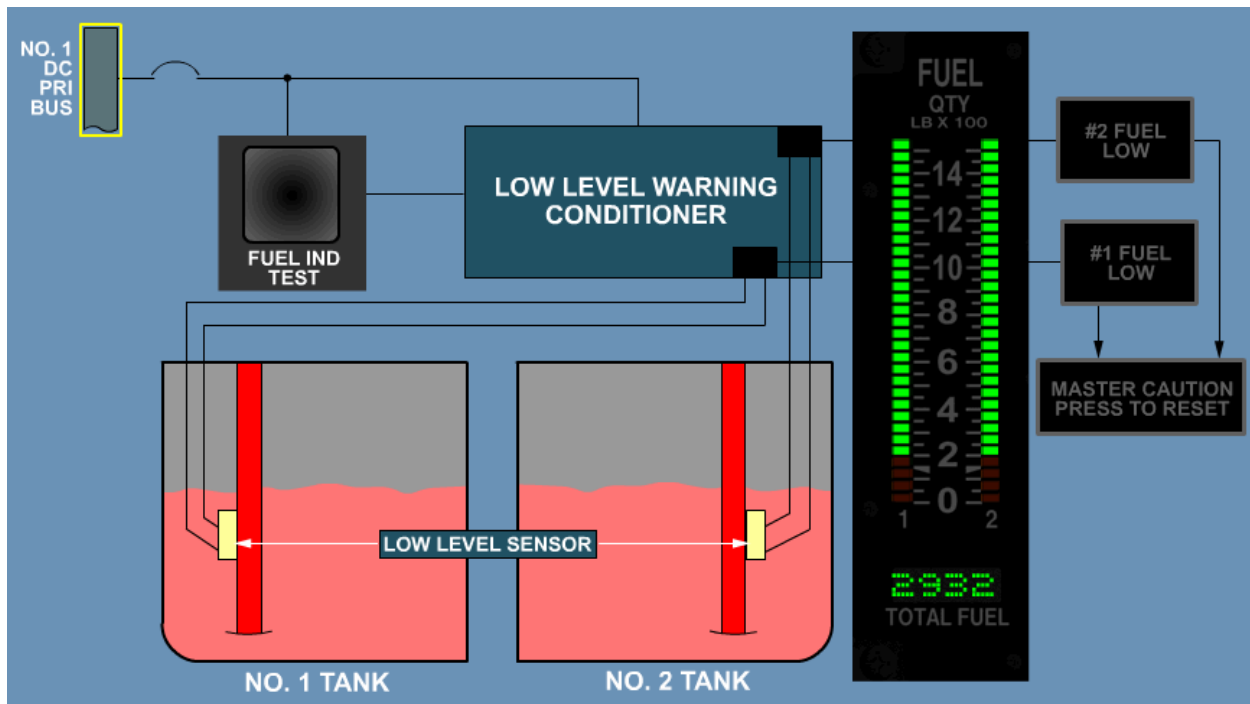 NO. 1
DC
PRI
BUS
FUEL IND
TEST
LOW LEVEL WARNING
CONDITIONER
FUEL
QTY
LB X 100
14
12
10
8
6
4
2
0
1 2
2932
TOTAL FUEL
#2 FUEL
LOW
#1 FUEL
LOW
MASTER CAUTION
PRESS TO RESET
LOW LEVEL SENSOR
NO. 1 TANK
NO. 2 TANK